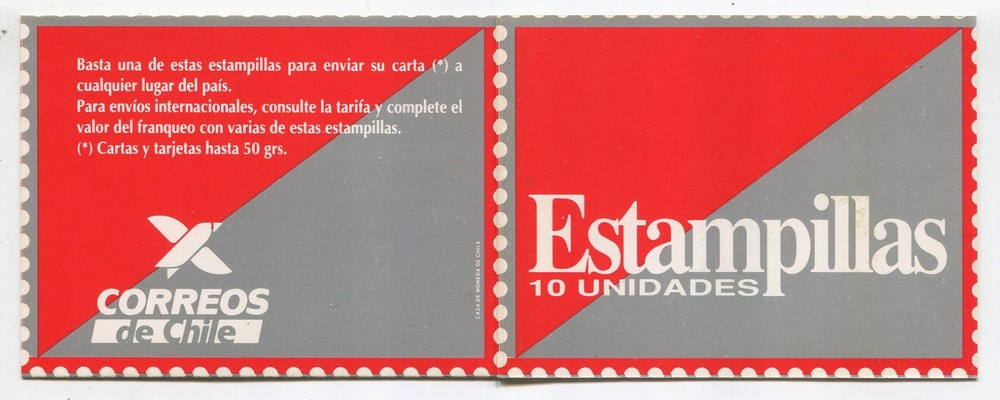 Basta una de estas estampillas para enviar su carta (*) a
cualquier lugar del país.
Para envíos internacionales, consulte la tarifa y complete el
valor del franqueo con varias de estas estampillas.
(*) Cartas y tarjetas hasta 50 grs.
CORREOS
de Chile
CASA DE MONEDA DE CHILE
Estampillas
10 UNIDADES